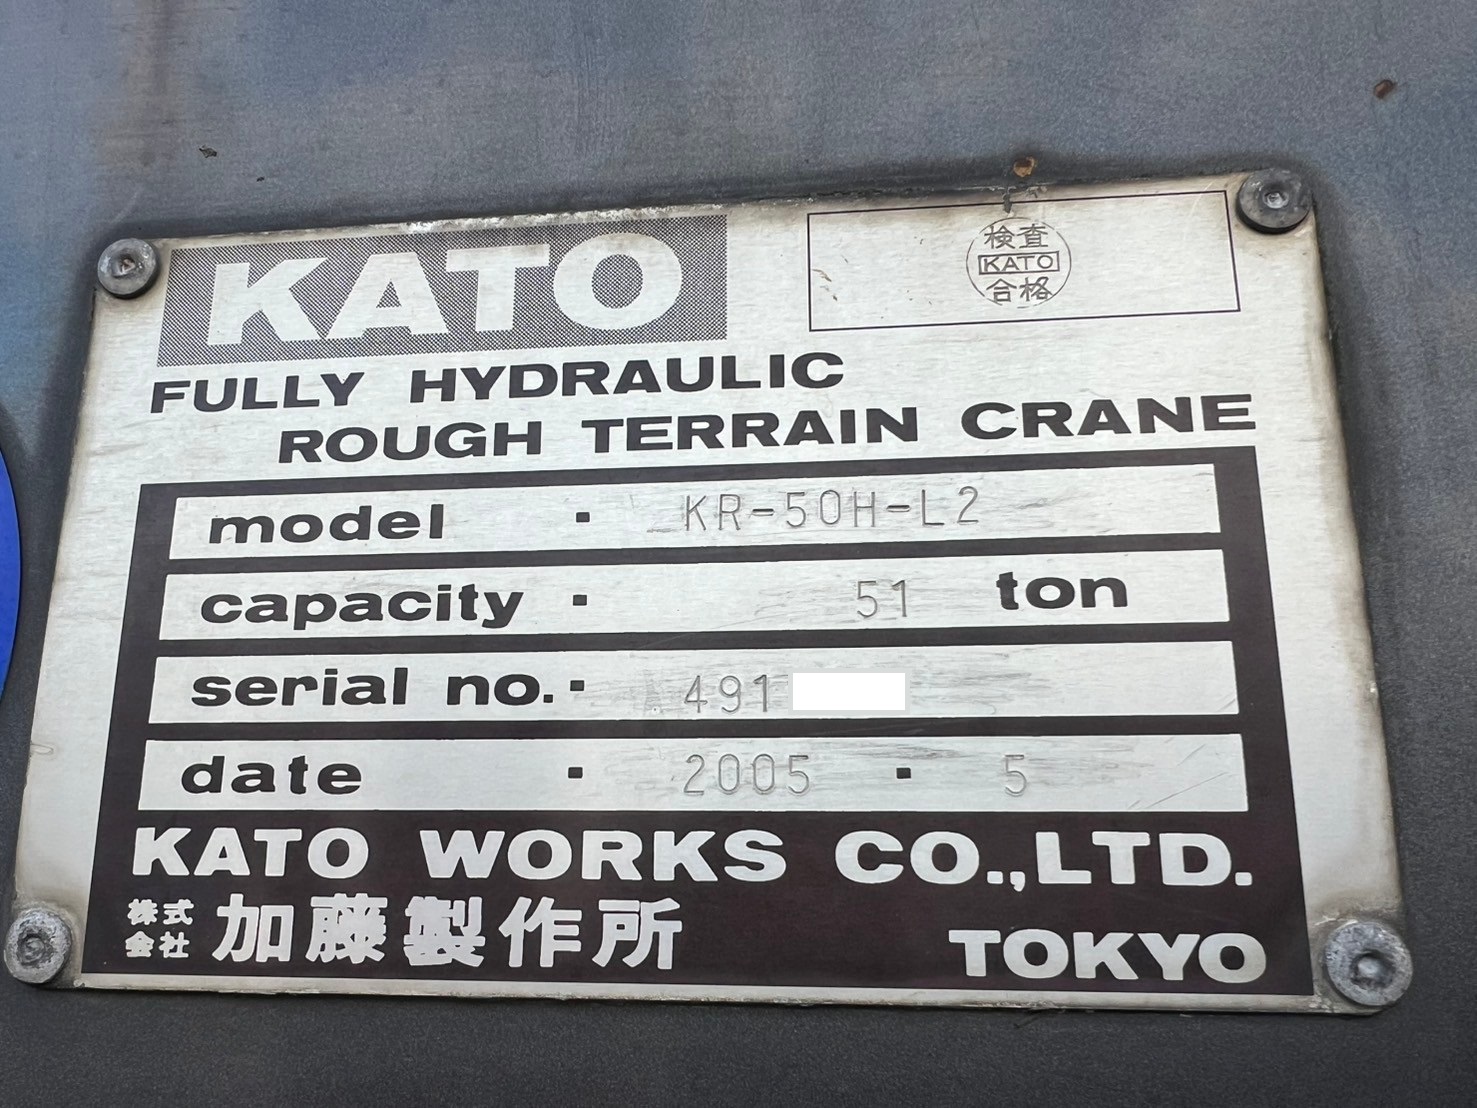 KATO
検査
KATO
合格
FULLY HYDRAULIC
ROUGH TERRAIN CRANE
model · KR-50H-L2
capacity · 51 ton
serial no. · 491
date · 2005 · 5
KATO WORKS CO.,LTD.
株式会社 加藤製作所 TOKYO